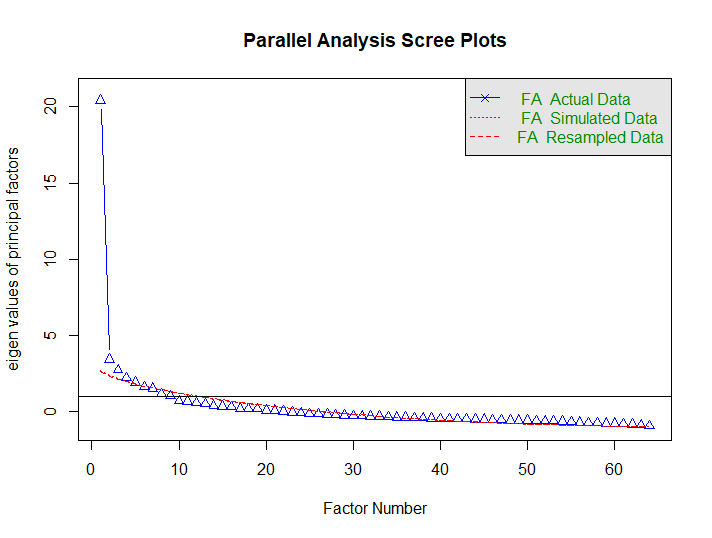 Parallel Analysis Scree Plots
eigen values of principal factors
20
15
10
5
0
FA Actual Data
FA Simulated Data
FA Resampled Data
0 10 20 30 40 50 60
Factor Number